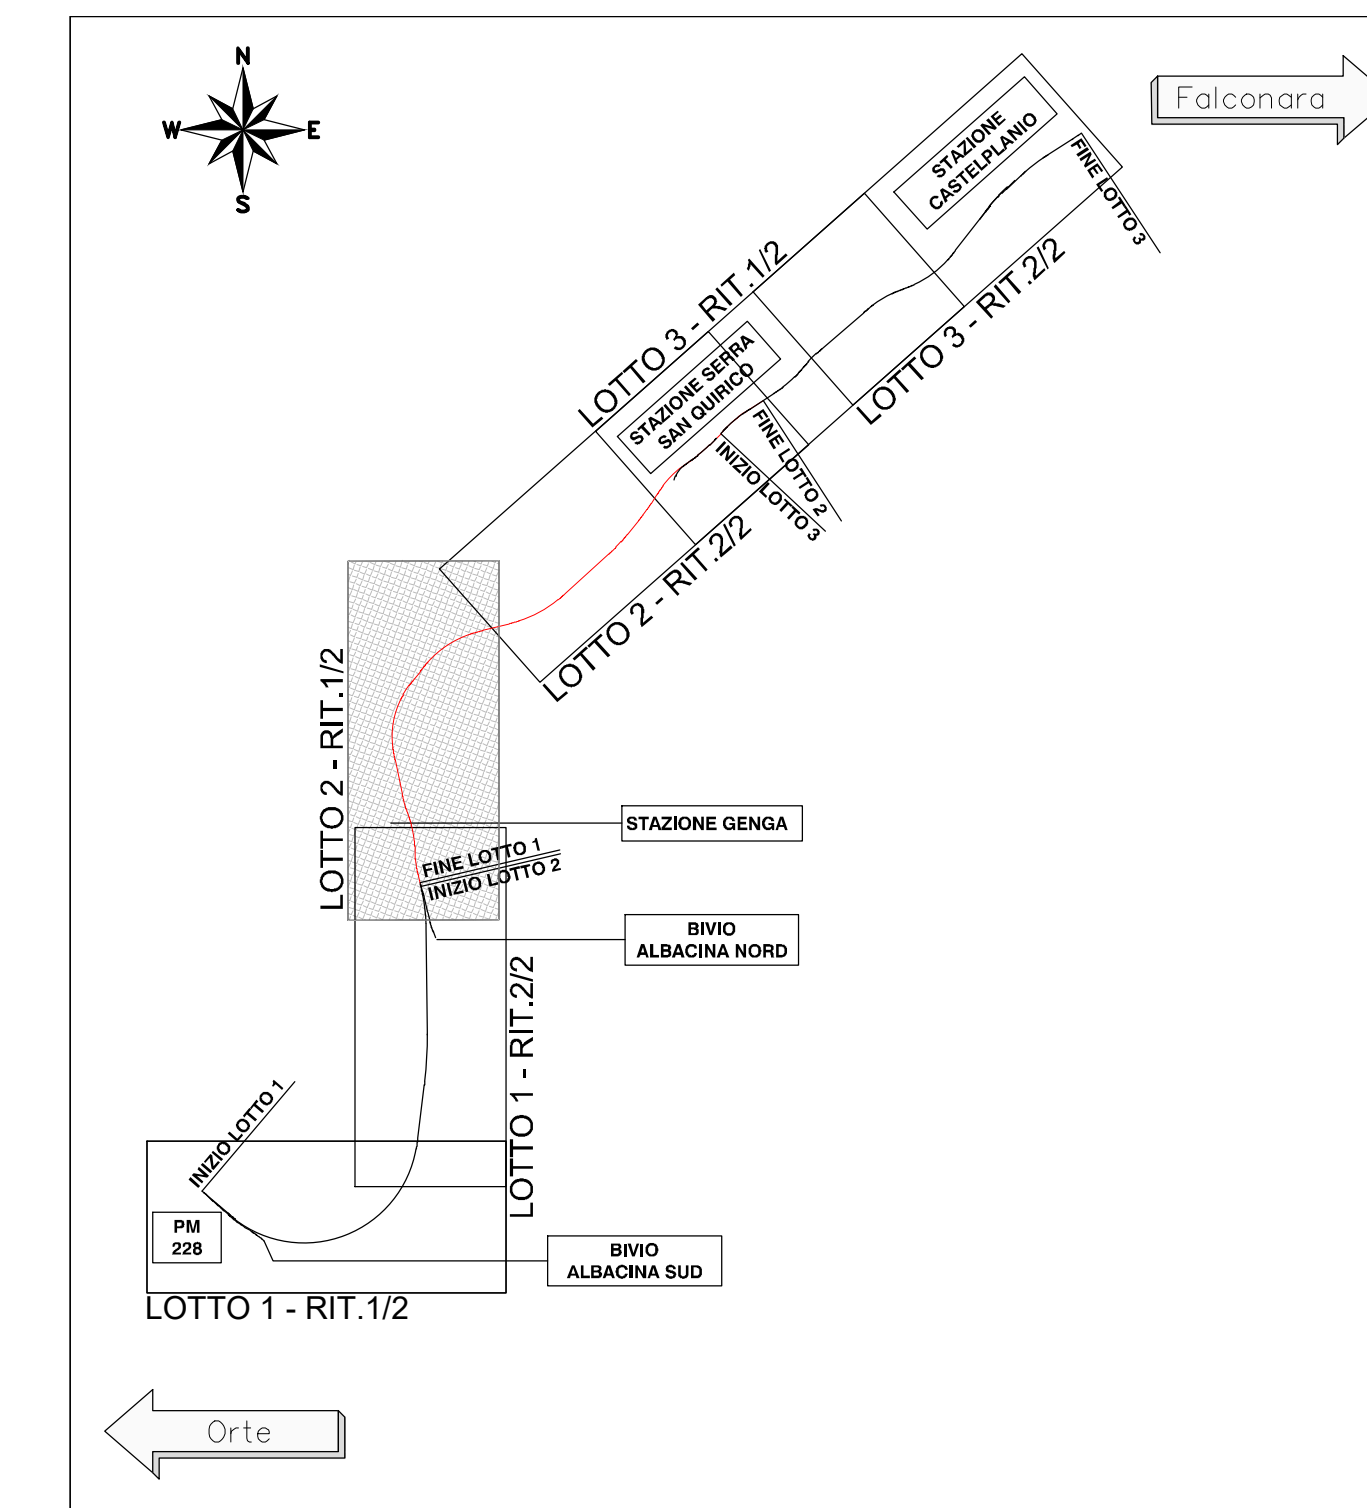 N
W
E
S
Falconara
STAZIONE
CASTELPLANIO
FINE LOTTO 3
LOTTO 3 - RIT.1/2
LOTTO 3 - RIT.2/2
STAZIONE SERRA
SAN QUIRICO
FINE LOTTO 2
INIZIO LOTTO 3
LOTTO 2 - RIT.2/2
LOTTO 2 - RIT.1/2
STAZIONE GENGA
FINE LOTTO 1
INIZIO LOTTO 2
BIVIO
ALBACINA NORD
LOTTO 1 - RIT.2/2
INIZIO LOTTO 1
PM
228
BIVIO
ALBACINA SUD
LOTTO 1 - RIT.1/2
Orte